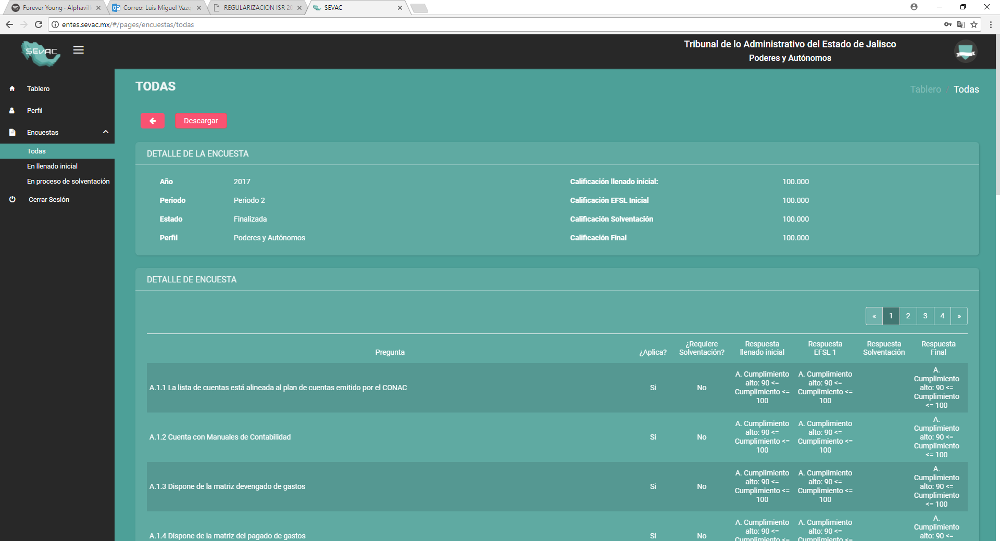 Forever Young · Alphavill
Correo: Luis Miguel Vazq
REGULARIZACION ISR 20
SEVAC
entes.sevac.mx/#/pages/encuestas/todas
SEVAC
Tribunal de lo Administrativo del Estado de Jalisco
Poderes y Autónomos
Tablero
Perfil
Encuestas
Todas
En llenado inicial
En proceso de solventación
Cerrar Sesión
TODAS
Tablero / Todas
Descargar
DETALLE DE LA ENCUESTA
Año 2017 Calificación llenado inicial: 100.000
Periodo Periodo 2 Calificación EFSL Inicial 100.000
Estado Finalizada Calificación Solventación 100.000
Perfil Poderes y Autónomos Calificación Final 100.000
DETALLE DE ENCUESTA
« 1 2 3 4 »
Pregunta
¿Aplica?
¿Requiere
Solventación?
Respuesta
llenado inicial
Respuesta
EFSL 1
Respuesta
Solventación
Respuesta
Final
A.1.1 La lista de cuentas está alineada al plan de cuentas emitido por el CONAC
Si
No
A. Cumplimiento
alto: 90 <=
Cumplimiento <=
100
A. Cumplimiento
alto: 90 <=
Cumplimiento <=
100
A.
Cumplimiento
alto: 90 <=
Cumplimiento
<= 100
A.1.2 Cuenta con Manuales de Contabilidad
Si
No
A. Cumplimiento
alto: 90 <=
Cumplimiento <=
100
A. Cumplimiento
alto: 90 <=
Cumplimiento <=
100
A.
Cumplimiento
alto: 90 <=
Cumplimiento
<= 100
A.1.3 Dispone de la matriz devengado de gastos
Si
No
A. Cumplimiento
alto: 90 <=
Cumplimiento <=
100
A. Cumplimiento
alto: 90 <=
Cumplimiento <=
100
A.
Cumplimiento
alto: 90 <=
Cumplimiento
<= 100
A.1.4 Dispone de la matriz del pagado de gastos
Si
No
A. Cumplimiento
alto: 90 <=
Cumplimiento <=
A. Cumplimiento
alto: 90 <=
Cumplimiento <=
A.
Cumplimiento
alto: 90 <=
Cumplimiento